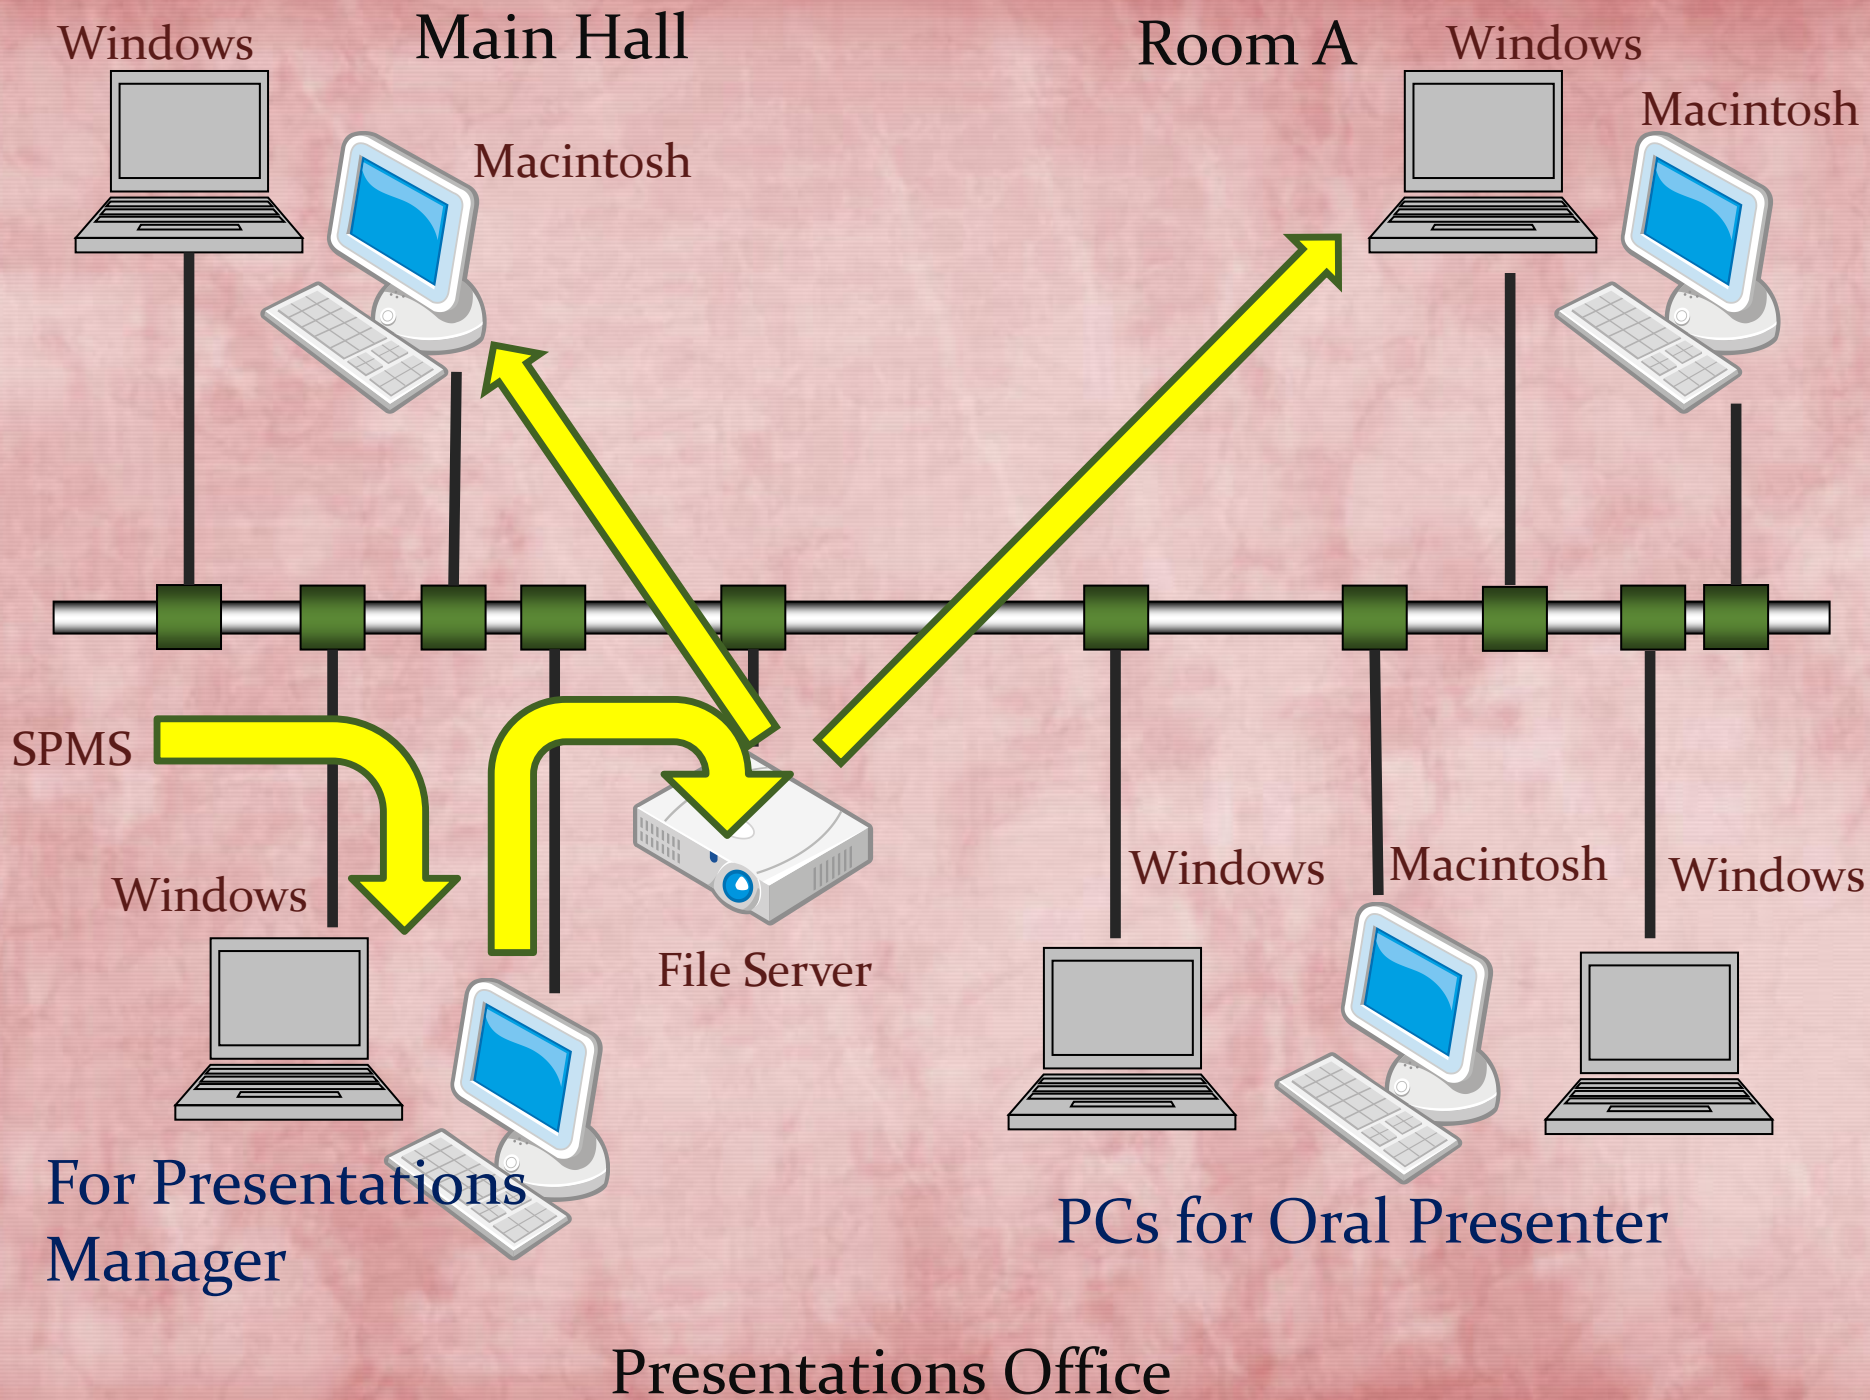 Windows
Main Hall
Room A
Windows
Macintosh
Macintosh
SPMS
Windows
File Server
Windows
Macintosh
Windows
For Presentations
Manager
PCs for Oral Presenter
Presentations Office